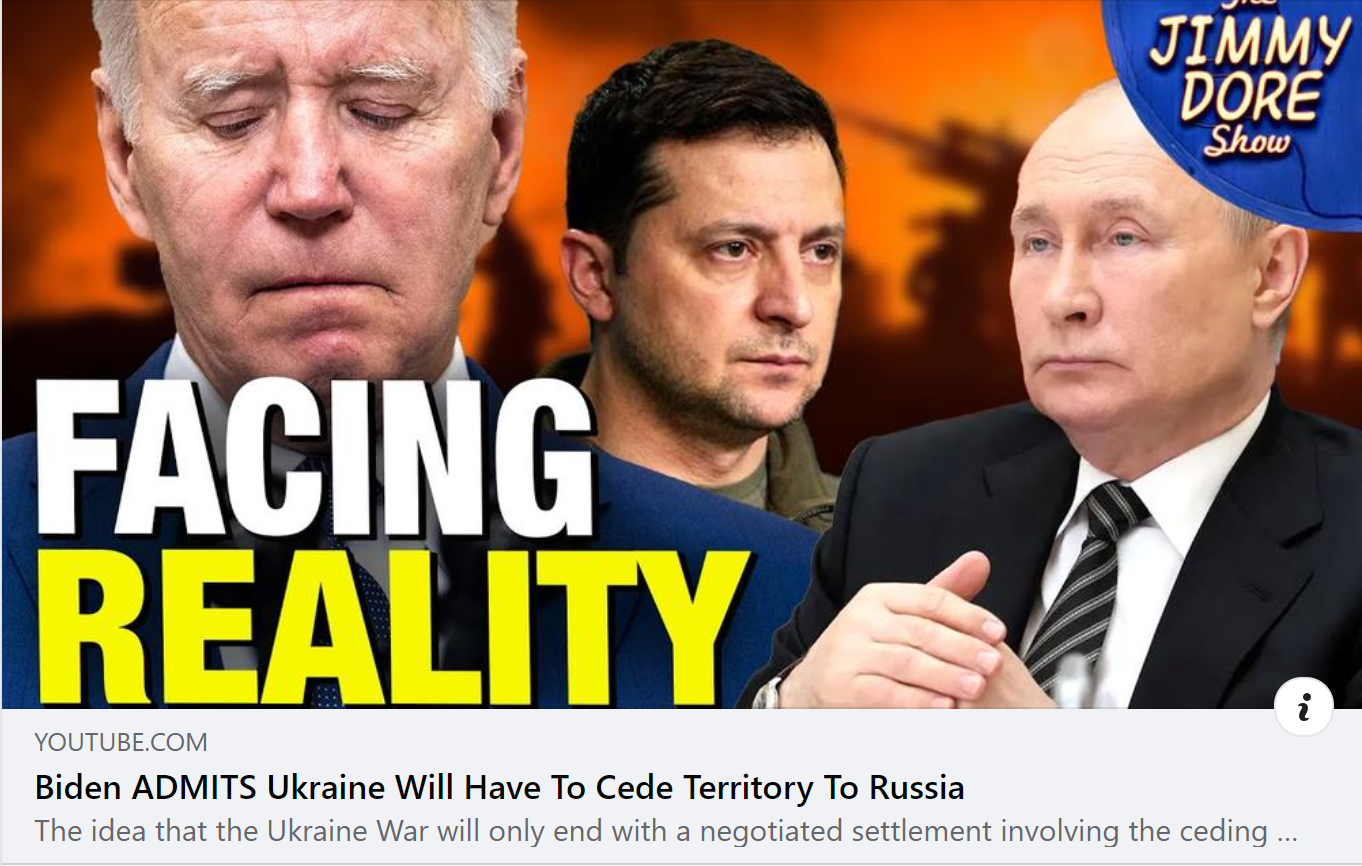 The
JIMMY
DORE
Show
FACING
REALITY
i
YOUTUBE.COM
Biden ADMITS Ukraine Will Have To Cede Territory To Russia
The idea that the Ukraine War will only end with a negotiated settlement involving the ceding ...